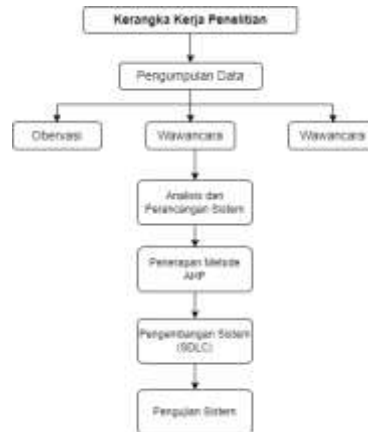 Kerangka Kerja Penelitian
Pengumpulan Data
Obervasi
Wawancara
Wawancara
Analisis dan
Perancangan Sistem
Penerapan Metode
AHP
Pengembangan Sistem
(SDLC)
Pengujian Sistem